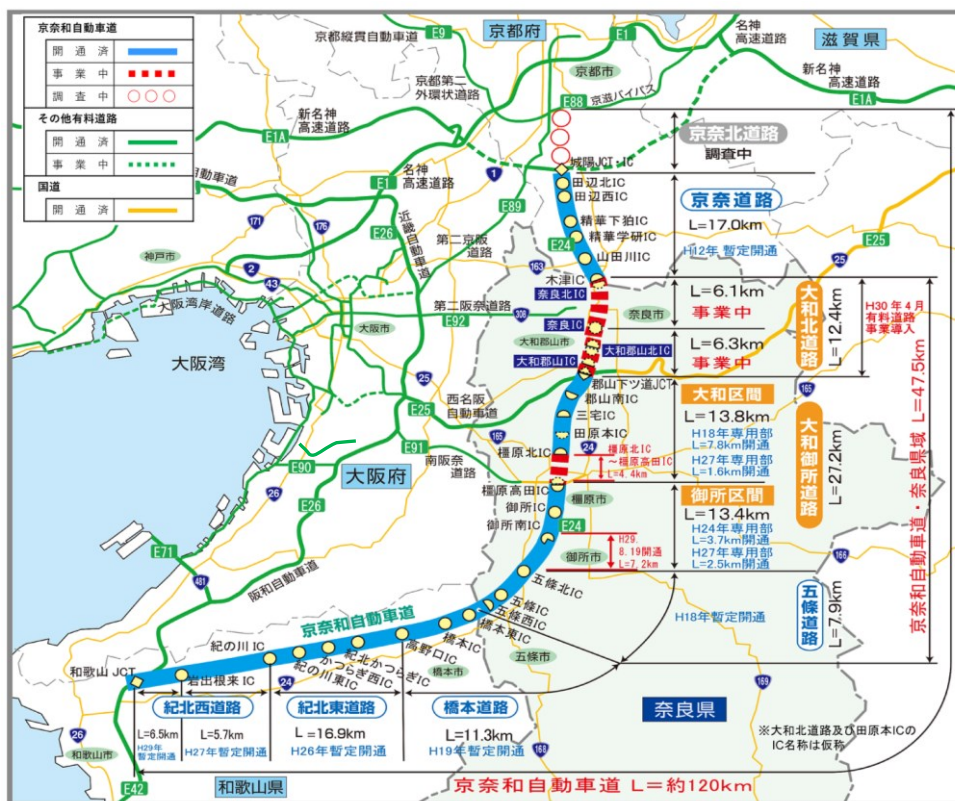 京奈和自動車道
開通済
事業中
調査中
その他有料道路
開通済
事業中
国道
開通済
京都縦貫自動車道
E9
京都府
E1
名神
高速道路
滋賀県
京都市
新名神
高速道路
京都第二
外環状道路
E88
京滋バイパス
E1A
新名神
高速道路
E1A
京奈北道路
調査中
城陽JCT・IC
名神
高速道路
E1
1
自動車道
田辺北IC
田辺西IC
京奈道路
L=17.0km
H12年 暫定開通
E89
171
176
E26
近畿自動車道
第二京阪
道路
E24
精華下狛IC
精華学研IC
山田川IC
E25
25
神戸市
2
43
163
木津IC
奈良北IC
L=6.1km
事業中
大和北道路
L=12.4km
H30年4月
有料道路
事業導入
大阪湾岸道路
第二阪奈道路
E92
308
奈良IC
奈良市
大阪市
大和郡山市
大和郡山北IC
大和郡山IC
L=6.3km
事業中
大阪湾
25
西名阪
自動車道
E25
郡山下ツ道JCT
郡山南IC
三宅IC
田原本IC
大和区間
L=13.8km
H18年専用部
L=7.8km開通
H27年専用部
L=1.6km開通
165
165
24
E91
南阪奈
道路
橿原北IC
橿原北IC
~橿原高田IC
L=4.4km
大和御所道路
L=27.2km
京奈和自動車道・奈良県域 L=47.5km
E90
大阪府
26
E26
橿原高田IC
橿原市
御所IC
御所南IC
E24
御所区間
L=13.4km
H24年専用部
L=3.7km開通
H27年専用部
L=2.5km開通
H29.
8.19開通
L=7.2km
御所市
166
E71
481
阪和自動車道
五條北IC
五條IC
五條西IC
五條道路
L=7.9km
H18年暫定開通
京奈和自動車道
橋本東IC
橋本IC
高野口IC
紀北かつらぎIC
かつらぎ西IC
紀の川東IC
紀の川IC
岩出根来IC
和歌山JCT
24
橋本市
五條市
169
紀北西道路
紀北東道路
橋本道路
奈良県
L=6.5km
H29年
暫定開通
L=5.7km
H27年暫定開通
L=16.9km
H26年暫定開通
L=11.3km
H19年暫定開通
26
和歌山市
168
※大和北道路及び田原本ICの
IC名称は仮称
E42
和歌山県
京奈和自動車道 L=約120km